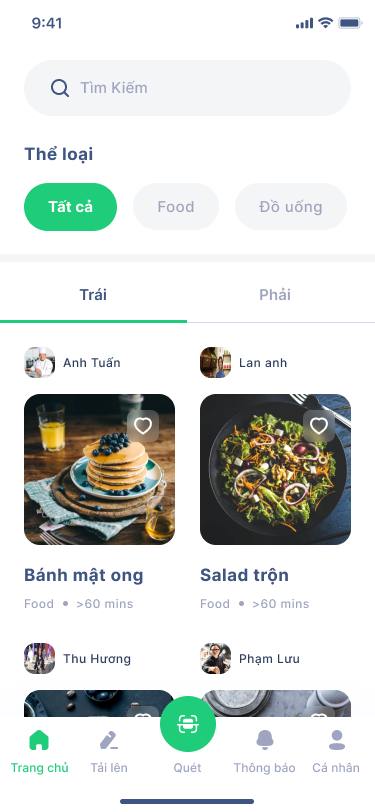 9:41
Tìm Kiếm
Thể loại
Tất cả Food Đồ uống
Trái Phải
Anh Tuấn Lan anh
Bánh mật ong Salad trộn
Food • >60 mins Food • >60 mins
Thu Hương Phạm Lưu
Trang chủ Tải lên Quét Thông báo Cá nhân